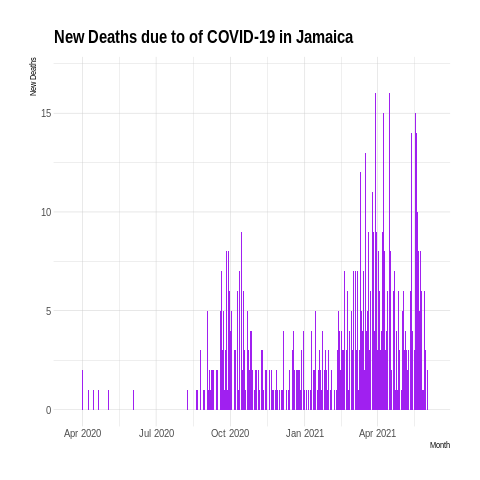 New Deaths due to of COVID-19 in Jamaica
New Deaths
15
10
5
0
Apr 2020 Jul 2020 Oct 2020 Jan 2021 Apr 2021
Month